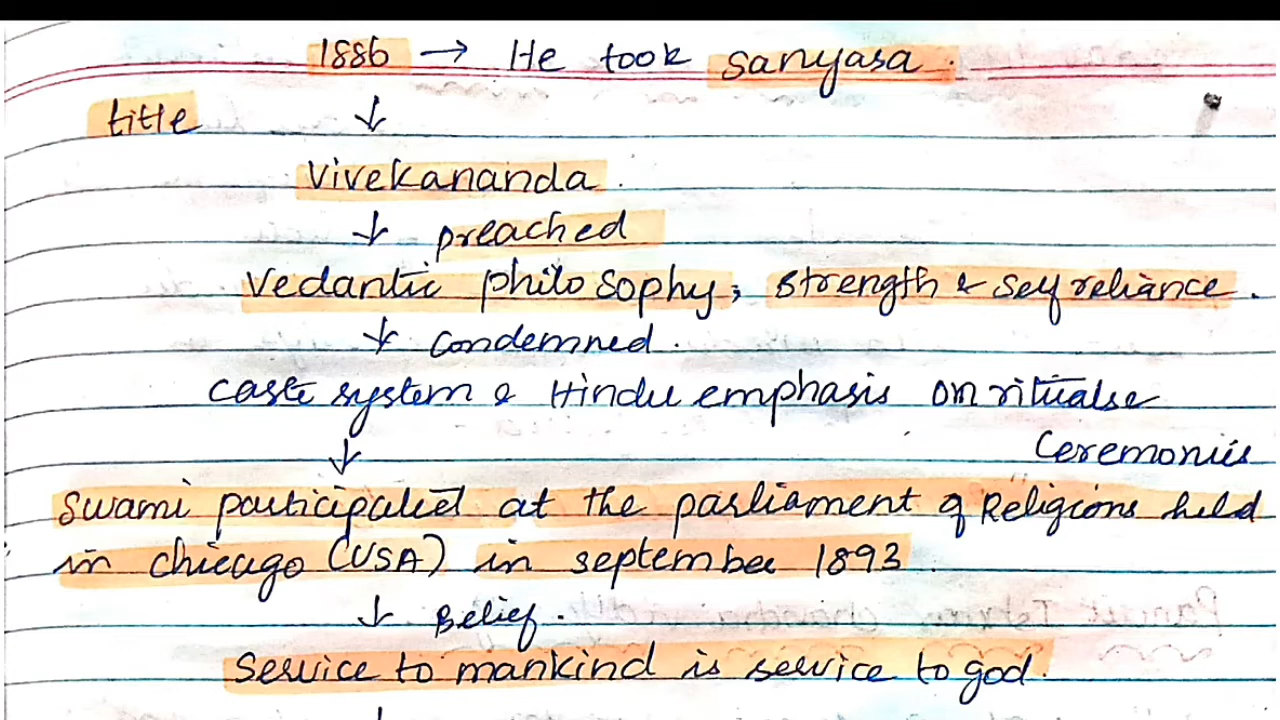 1886 → He took sanyasa.
title ↓
Vivekananda.
↓ preached
Vedantic philosophy, strength & self reliance.
↓ condemned.
caste system & Hindu emphasis on rituals &
Ceremonies
↓
Swami participated at the parliament of Religions held
in chicago (USA) in september 1893
↓ Belief.
Service to mankind is service to god.